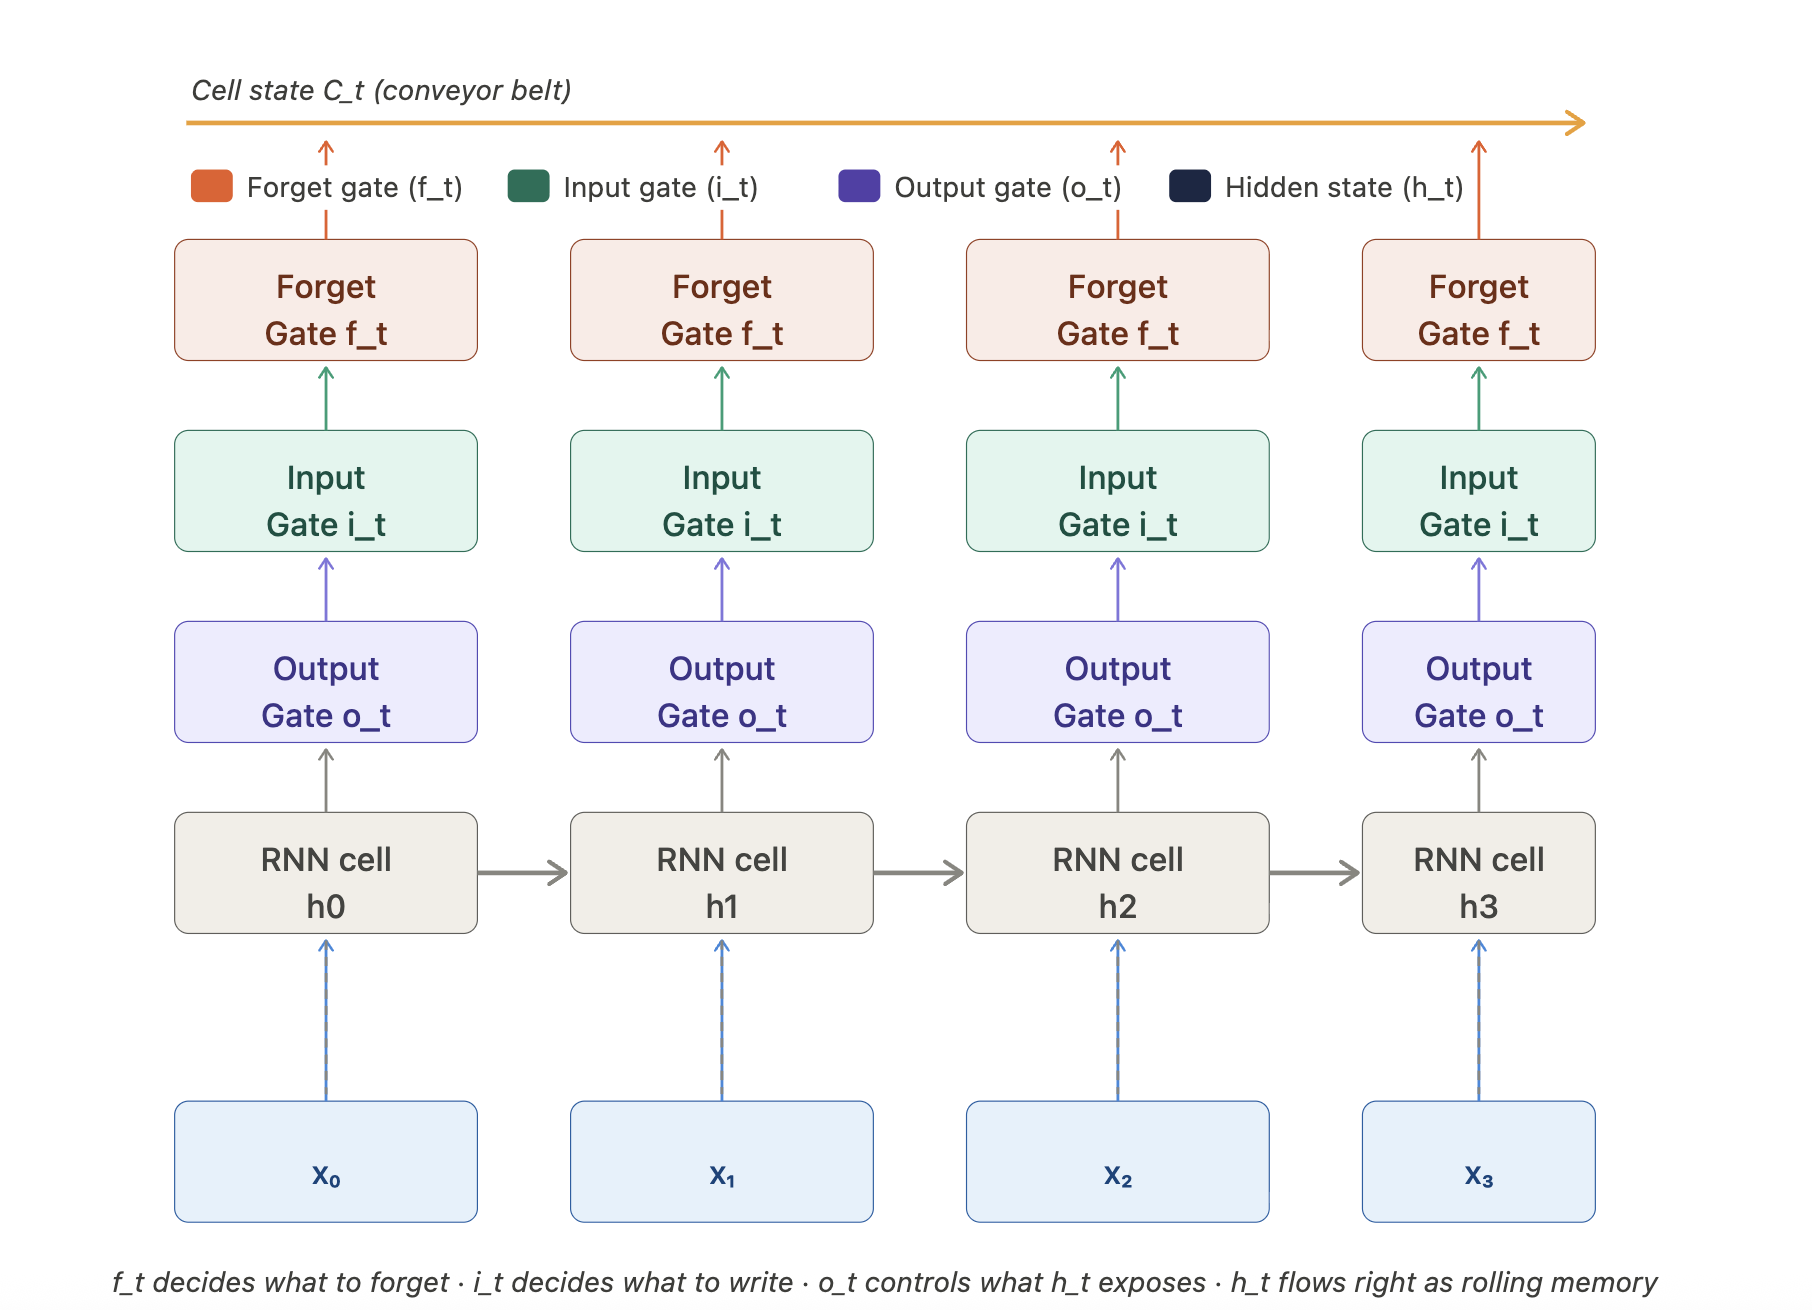 Cell state C_t (conveyor belt)
Forget gate (f_t)
Input gate (i_t)
Output gate (o_t)
Hidden state (h_t)
Forget
Gate f_t
Forget
Gate f_t
Forget
Gate f_t
Forget
Gate f_t
Input
Gate i_t
Input
Gate i_t
Input
Gate i_t
Input
Gate i_t
Output
Gate o_t
Output
Gate o_t
Output
Gate o_t
Output
Gate o_t
RNN cell
h0
RNN cell
h1
RNN cell
h2
RNN cell
h3
x₀
x₁
x₂
x₃
f_t decides what to forget · i_t decides what to write · o_t controls what h_t exposes · h_t flows right as rolling memory